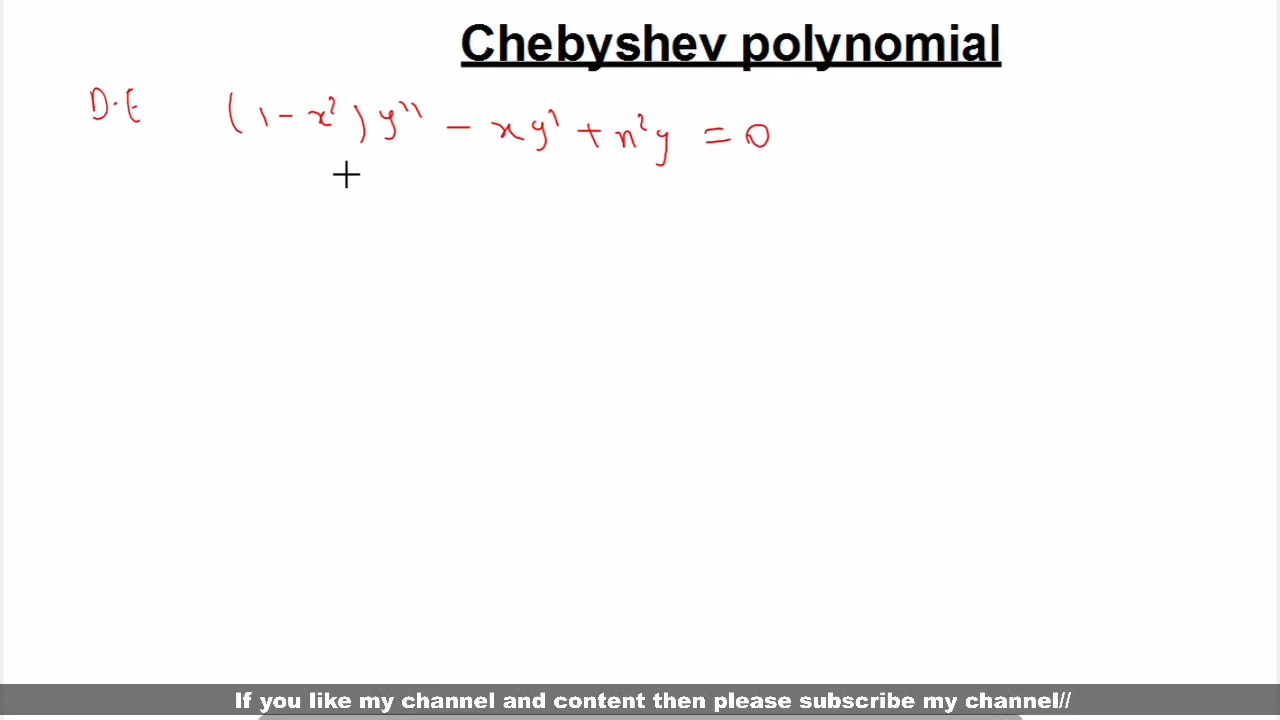 Chebyshev polynomial
D.E (1 - x²) y'' - xy' + n²y = 0
If you like my channel and content then please subscribe my channel//